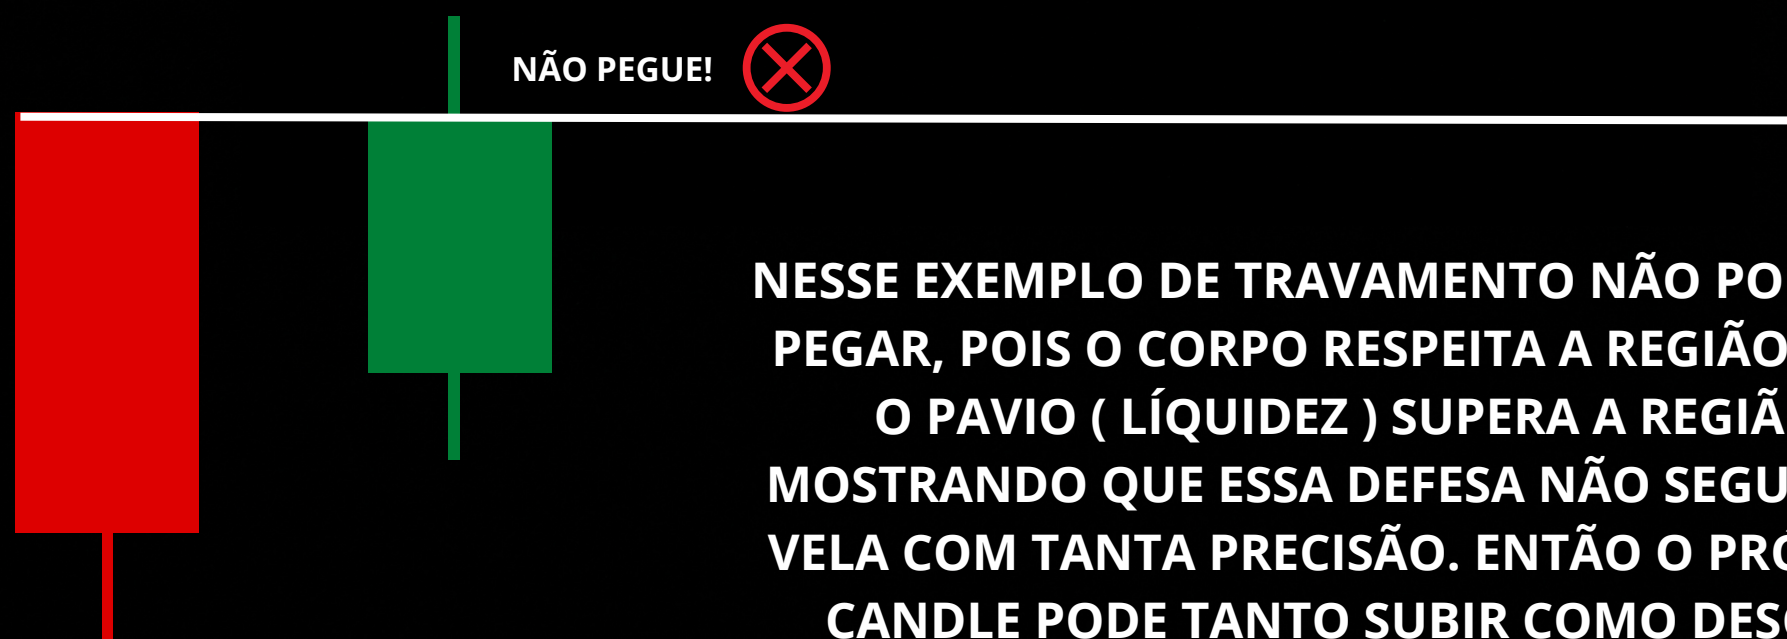 NÃO PEGUE!
NESSE EXEMPLO DE TRAVAMENTO NÃO PO
PEGAR, POIS O CORPO RESPEITA A REGIÃO
O PAVIO ( LÍQUIDEZ ) SUPERA A REGIÃ
MOSTRANDO QUE ESSA DEFESA NÃO SEGU
VELA COM TANTA PRECISÃO. ENTÃO O PRO
CANDLE PODE TANTO SUBIR COMO DES